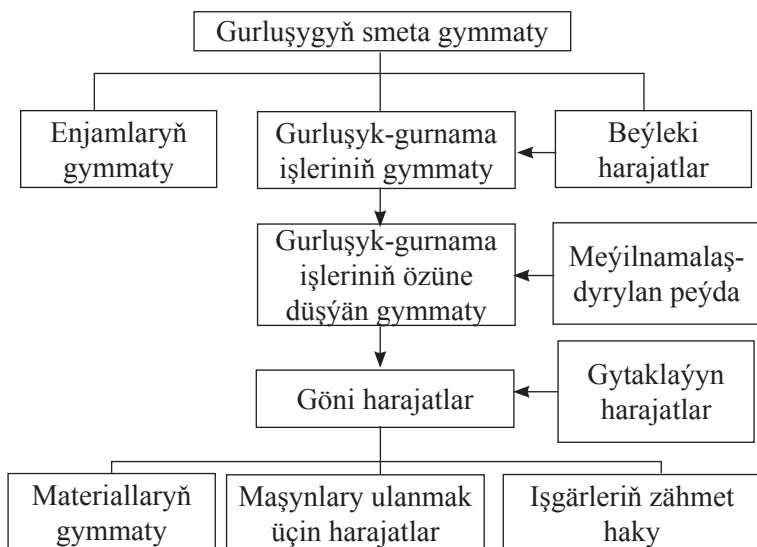 Gurluşygyň smeta gymmaty
Enjamlaryň
gymmaty
Gurluşyk-gurnama
işleriniň gymmaty
Beýleki
harajatlar
Gurluşyk-gurnama
işleriniň özüne
düşýän gymmaty
Meýilnamalaş-
dyrylan peýda
Göni harajatlar
Gytaklaýyn
harajatlar
Materiallaryň
gymmaty
Maşynlary ulanmak
üçin harajatlar
Işgärleriň zähmet
haky